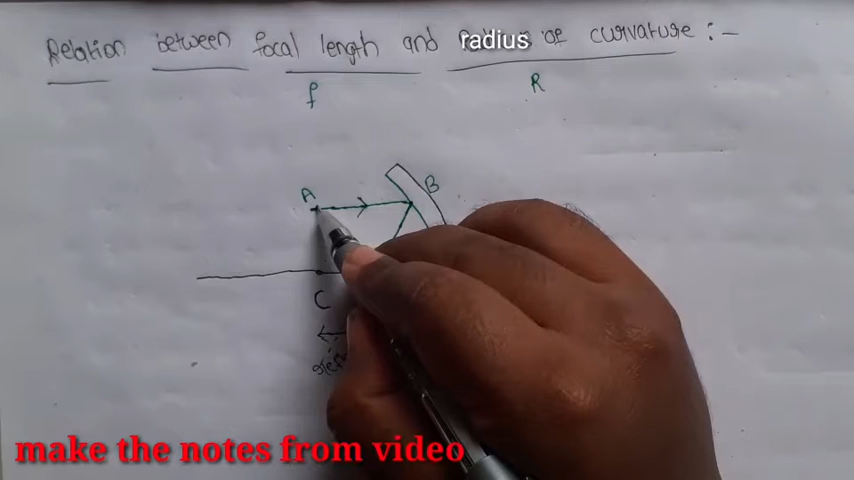 Relation between focal length and radius of curvature :-
f R
A B
C
make the notes from video